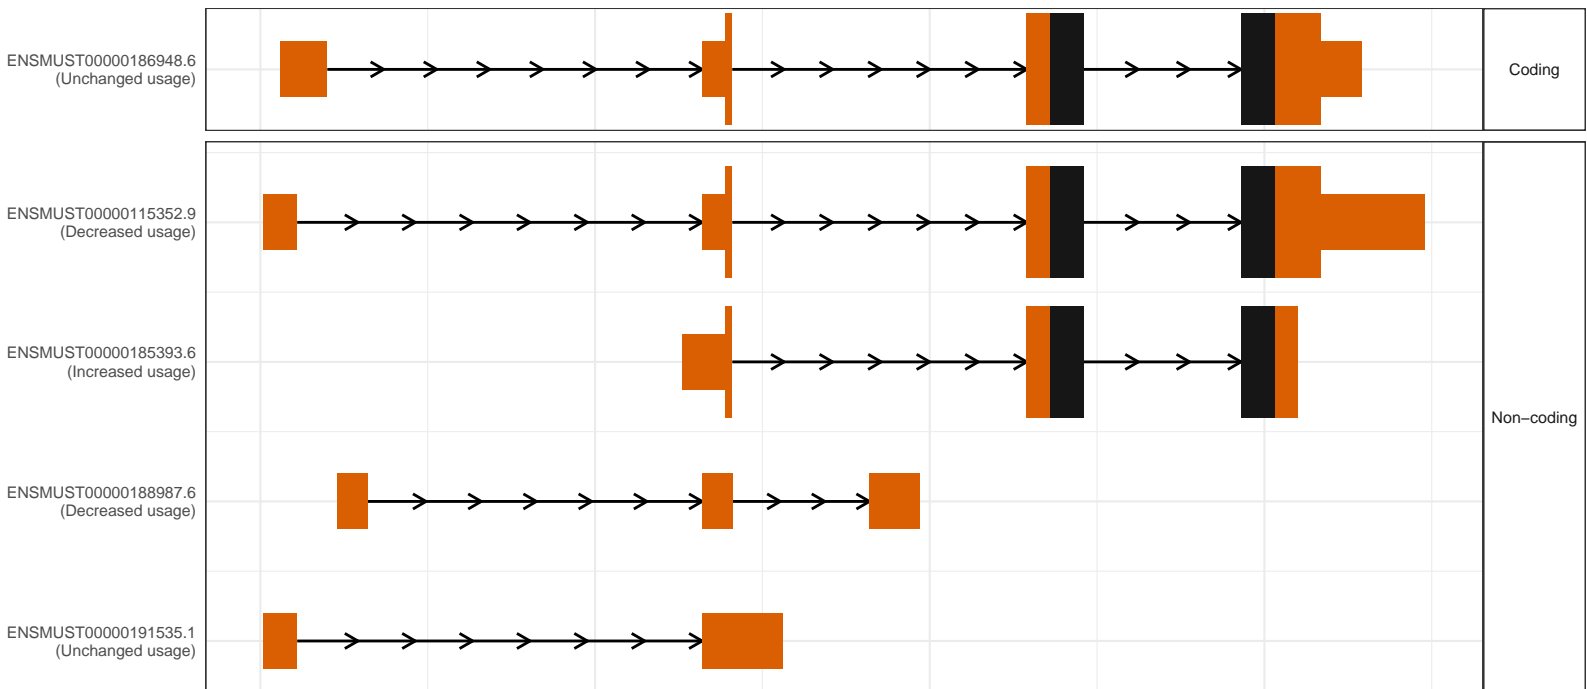 ENSMUST00000186948.6
(Unchanged usage)
Coding
ENSMUST00000115352.9
(Decreased usage)
ENSMUST00000185393.6
(Increased usage)
Non−coding
ENSMUST00000188987.6
(Decreased usage)
ENSMUST00000191535.1
(Unchanged usage)